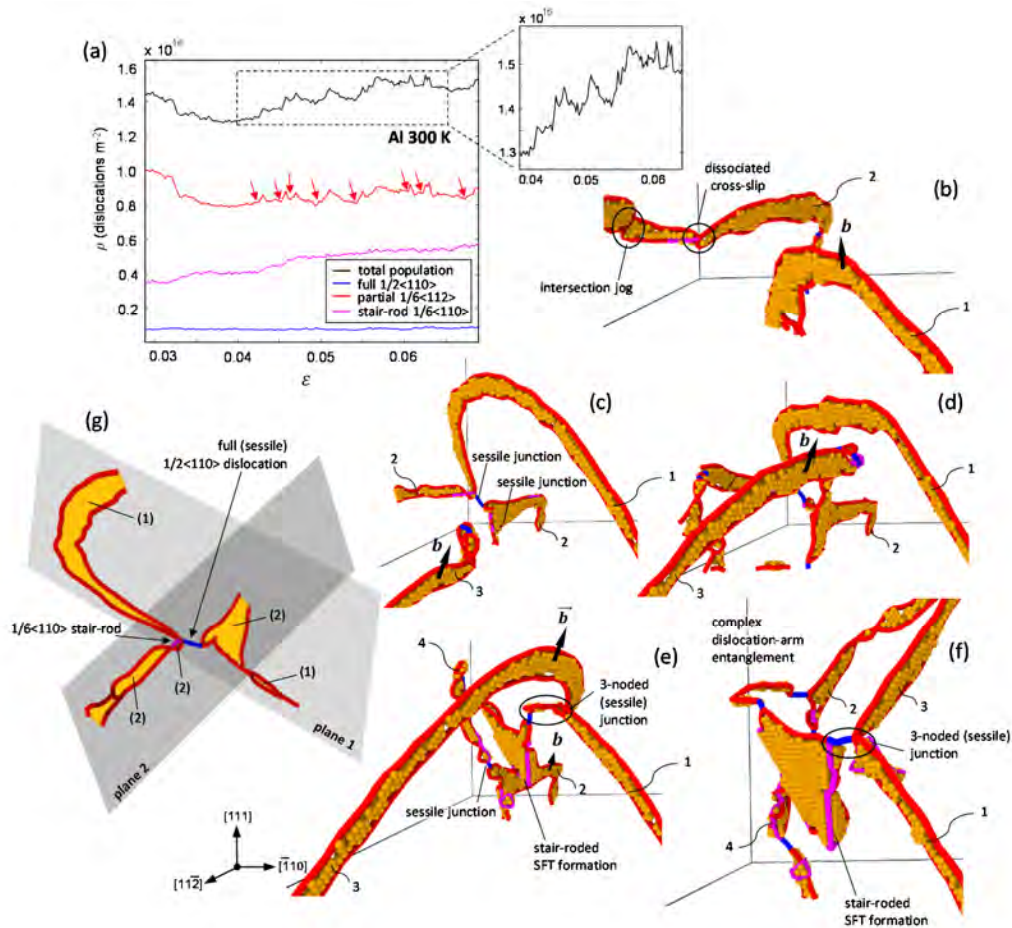 (a)
x 10^16
1.6
1.4
1.2
1.0
0.8
0.6
0.4
0.2
ρ (dislocations m^-2)
0.03
0.04
0.05
0.06
ε
Al 300 K
total population
full 1/2<110>
partial 1/6<112>
stair-rod 1/6<110>
x 10^16
1.5
1.4
1.3
0.04
0.05
0.06
(b)
dissociated
cross-slip
2
b
intersection jog
1
(c)
2
sessile junction
sessile junction
1
2
b
3
(d)
b
1
2
3
(g)
full (sessile)
1/2<110> dislocation
(1)
(2)
1/6<110> stair-rod
(2)
(2)
(1)
plane 1
plane 2
[111]
[1̄10]
[112̄]
(e)
b̄
4
3-noded
(sessile)
junction
b
2
1
sessile junction
stair-roded
SFT formation
3
(f)
complex
dislocation-arm
entanglement
2
3
3-noded (sessile)
junction
1
4
stair-roded
SFT formation